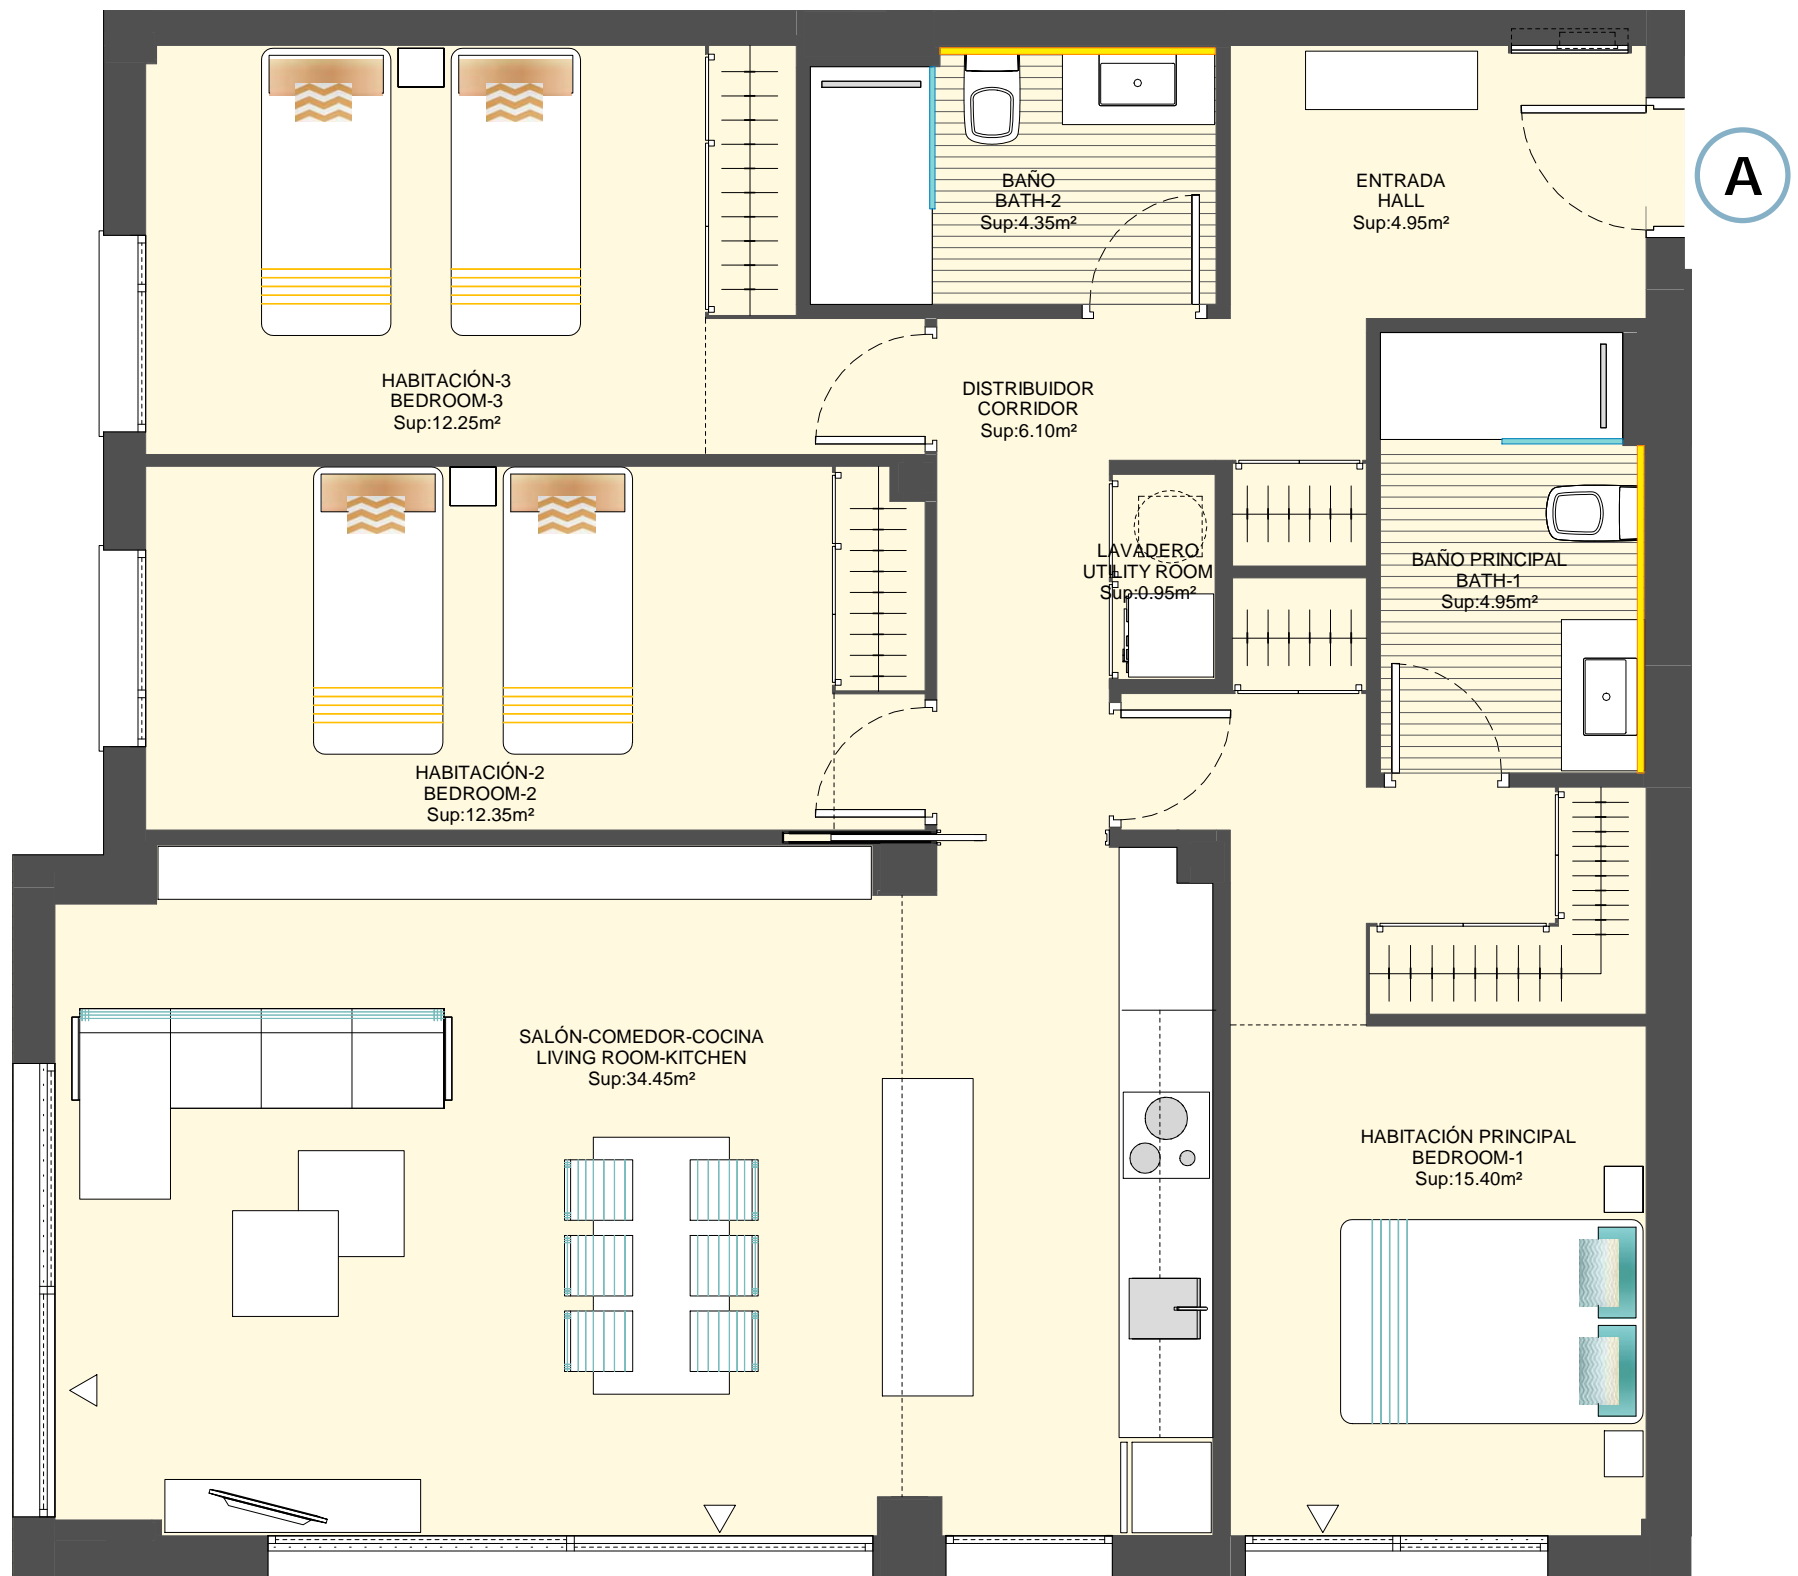 BAÑO
BATH-2
Sup:4.35m²
ENTRADA
HALL
Sup:4.95m²
A
HABITACIÓN-3
BEDROOM-3
Sup:12.25m²
DISTRIBUIDOR
CORRIDOR
Sup:6.10m²
LAVADERO
UTILITY ROOM
Sup:0.95m²
BAÑO PRINCIPAL
BATH-1
Sup:4.95m²
HABITACIÓN-2
BEDROOM-2
Sup:12.35m²
SALÓN-COMEDOR-COCINA
LIVING ROOM-KITCHEN
Sup:34.45m²
HABITACIÓN PRINCIPAL
BEDROOM-1
Sup:15.40m²